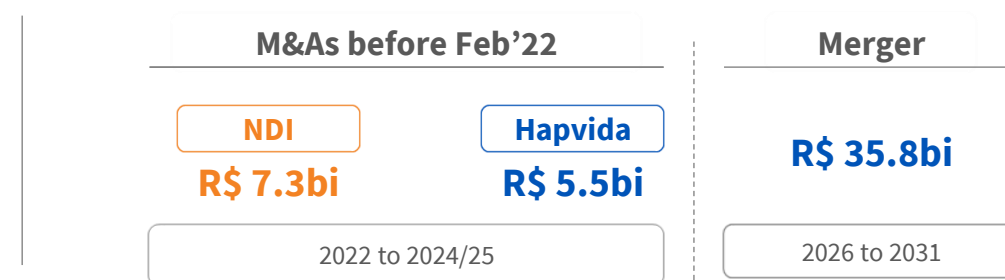 M&As before Feb’22
Merger
NDI
Hapvida
R$ 7.3bi
R$ 5.5bi
R$ 35.8bi
2022 to 2024/25
2026 to 2031